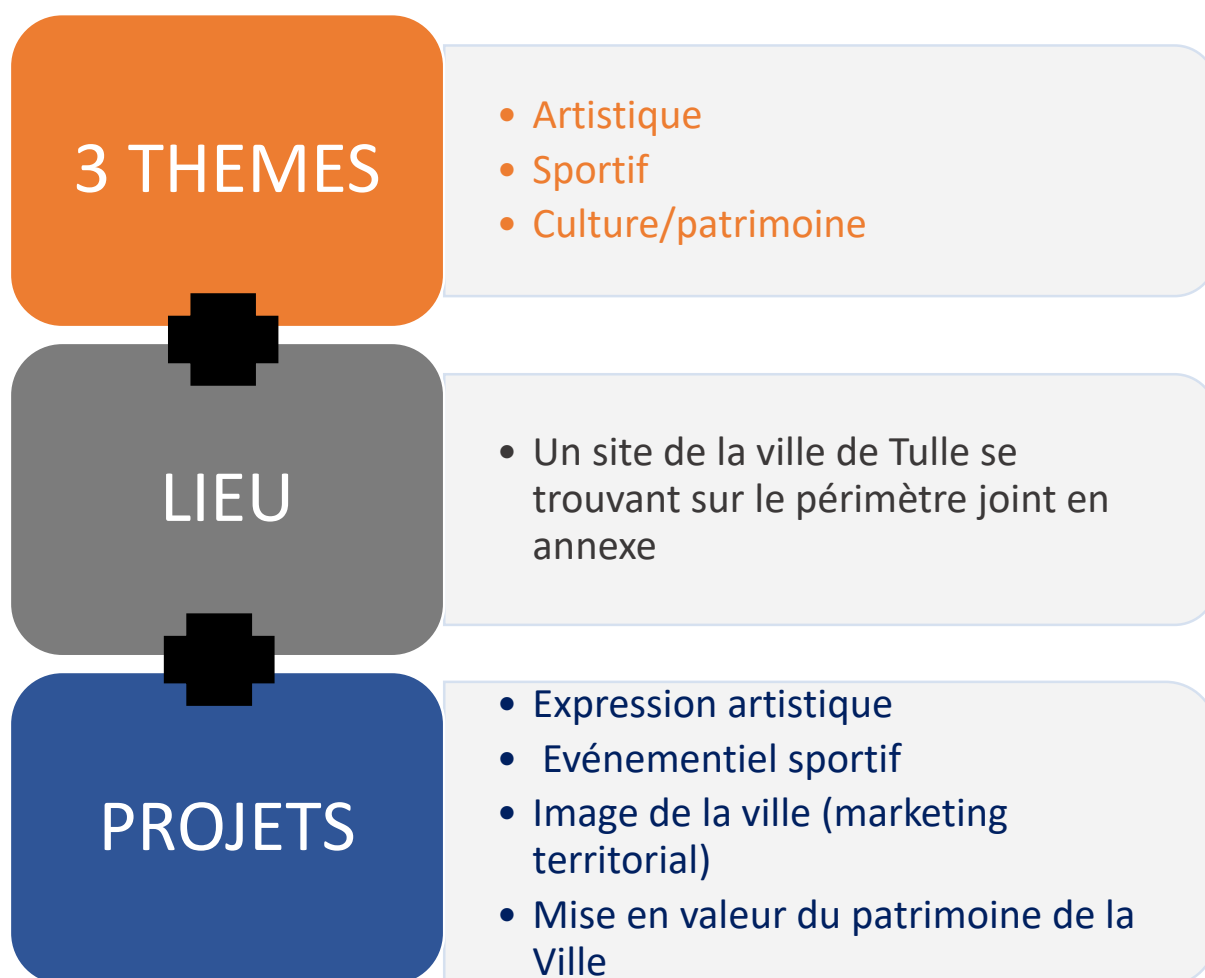 3 THEMES
• Artistique
• Sportif
• Culture/patrimoine
LIEU
• Un site de la ville de Tulle se
trouvant sur le périmètre joint en
annexe
PROJETS
• Expression artistique
• Evénementiel sportif
• Image de la ville (marketing
territorial)
• Mise en valeur du patrimoine de la
Ville